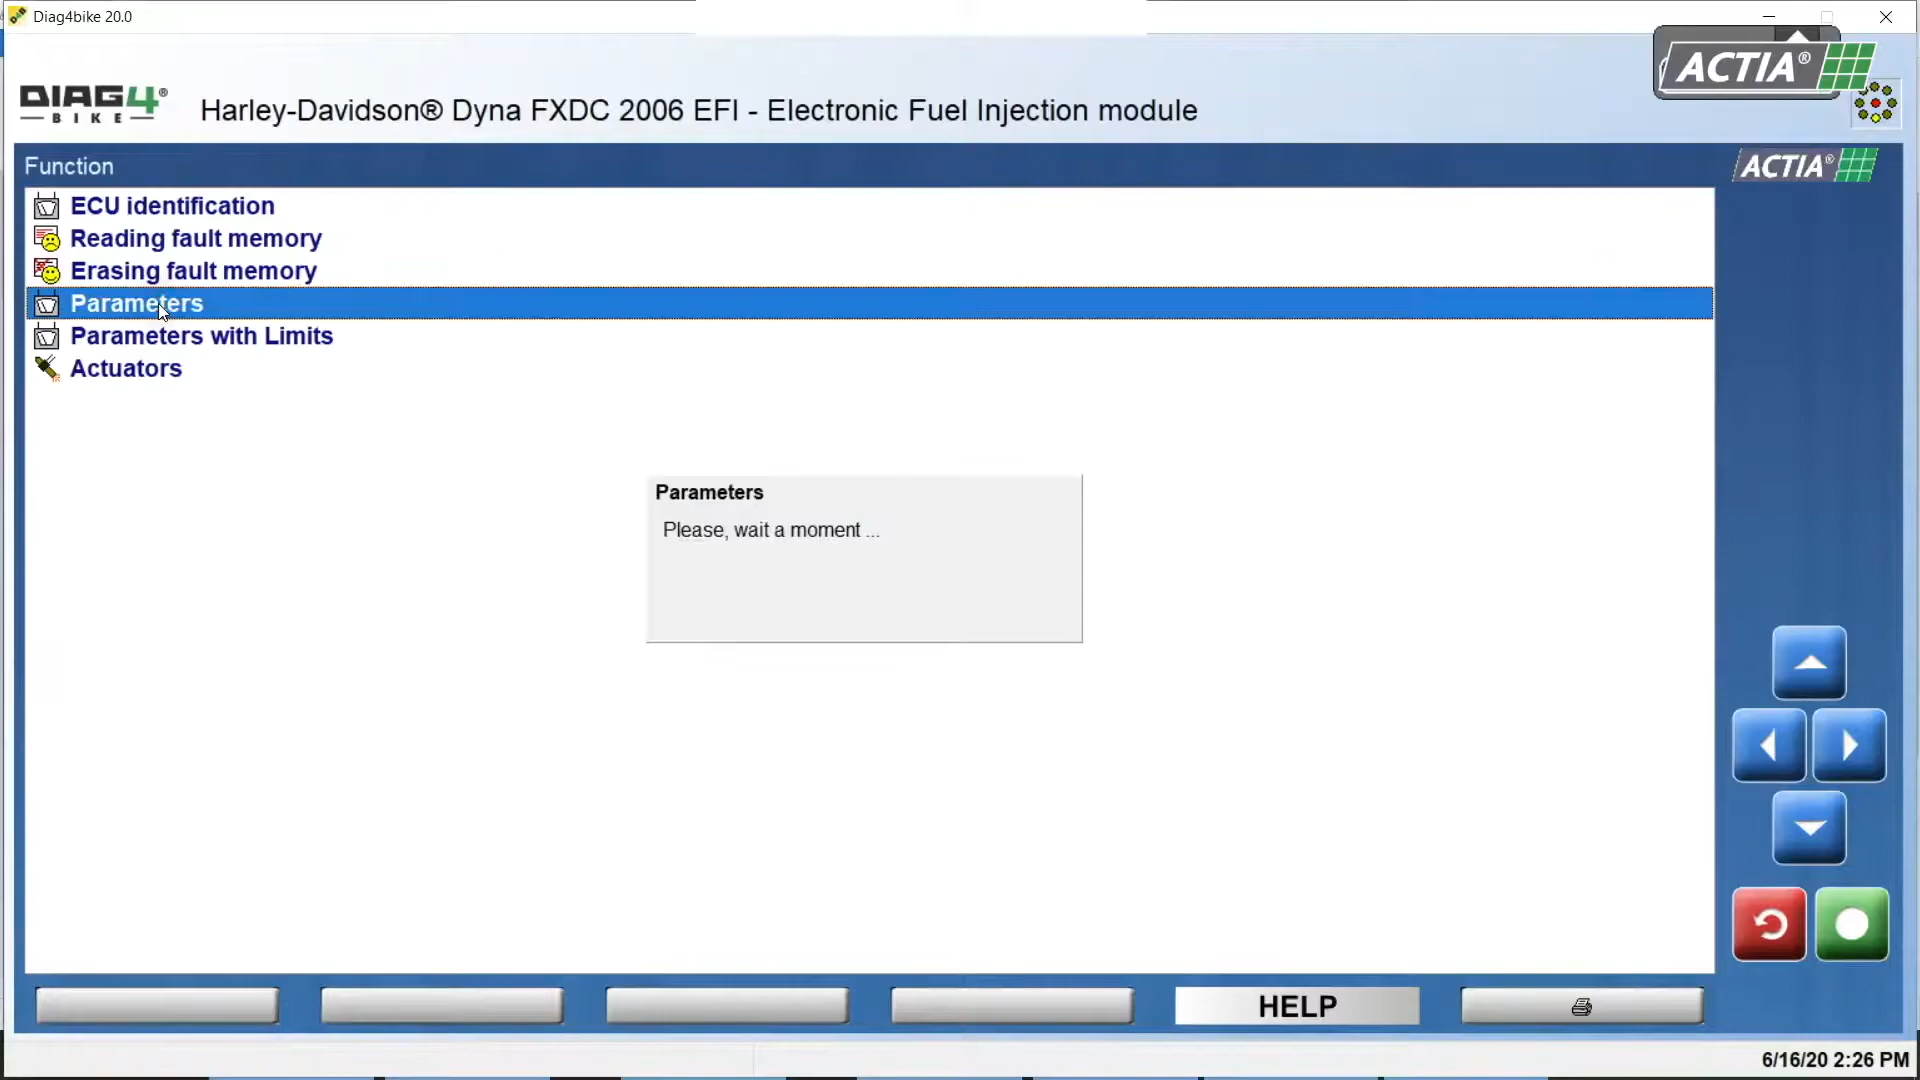 Diag4bike 20.0
ACTIA®
DIAG4®
BIKE
Harley-Davidson® Dyna FXDC 2006 EFI - Electronic Fuel Injection module
Function
ACTIA®
ECU identification
Reading fault memory
Erasing fault memory
Parameters
Parameters with Limits
Actuators
Parameters
Please, wait a moment ...
HELP
6/16/20 2:26 PM